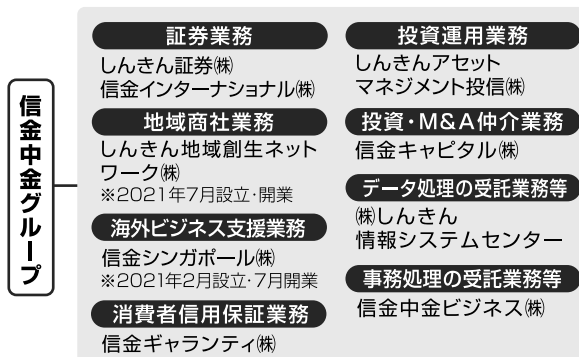 信金中金グループ
証券業務
しんきん証券㈱
信金インターナショナル㈱
地域商社業務
しんきん地域創生ネット
ワーク㈱
※2021年7月設立・開業
海外ビジネス支援業務
信金シンガポール㈱
※2021年2月設立・7月開業
消費者信用保証業務
信金ギャランティ㈱
投資運用業務
しんきんアセット
マネジメント投信㈱
投資・M&A仲介業務
信金キャピタル㈱
データ処理の受託業務等
㈱しんきん
情報システムセンター
事務処理の受託業務等
信金中金ビジネス㈱